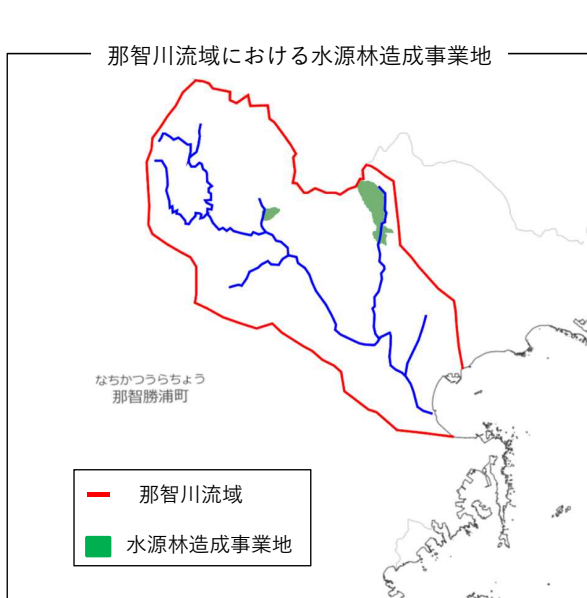 那智川流域における水源林造成事業地
なちかつうらちょう
那智勝浦町
那智川流域
水源林造成事業地